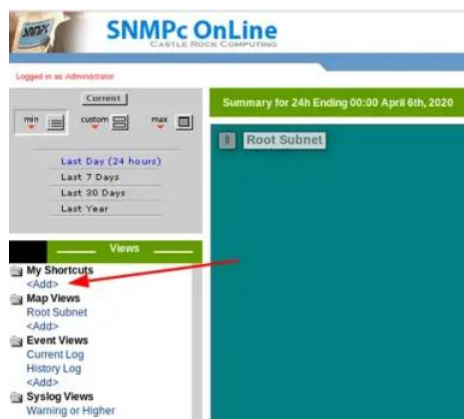 SNMPc
SNMPc OnLine
CASTLE ROCK COMPUTING
Logged in as Administrator
Current
min custom max
Last Day (24 hours)
Last 7 Days
Last 30 Days
Last Year
Summary for 24h Ending 00:00 April 6th, 2020
Root Subnet
Views
My Shortcuts
<Add>
Map Views
Root Subnet
<Add>
Event Views
Current Log
History Log
<Add>
Syslog Views
Warning or Higher